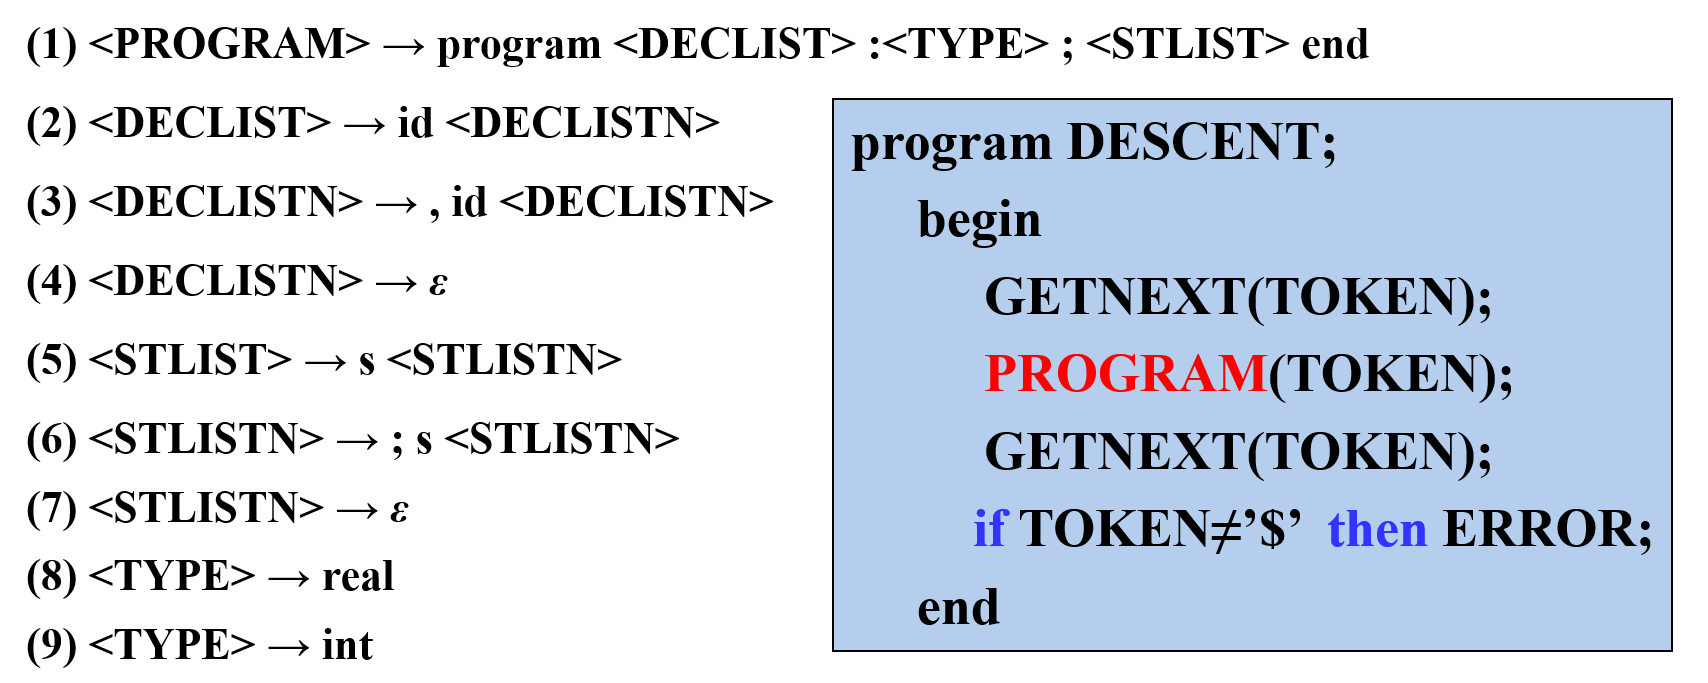 (1) <PROGRAM> → program <DECLIST> :<TYPE> ; <STLIST> end
(2) <DECLIST> → id <DECLISTN>
(3) <DECLISTN> → , id <DECLISTN>
(4) <DECLISTN> → ε
(5) <STLIST> → s <STLISTN>
(6) <STLISTN> → ; s <STLISTN>
(7) <STLISTN> → ε
(8) <TYPE> → real
(9) <TYPE> → int
program DESCENT;
begin
GETNEXT(TOKEN);
PROGRAM(TOKEN);
GETNEXT(TOKEN);
if TOKEN≠’$’ then ERROR;
end